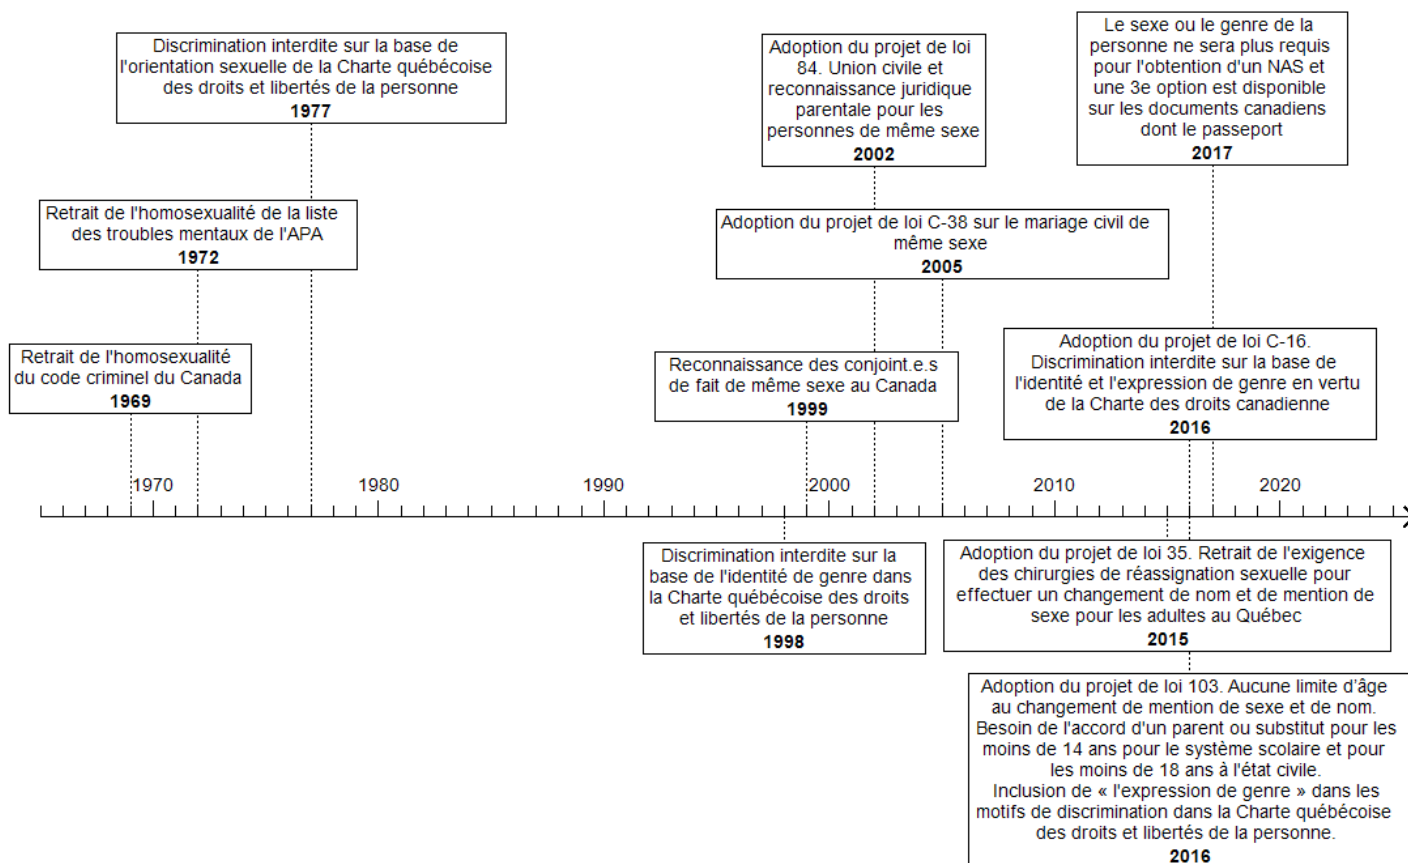 Discrimination interdite sur la base de
l'orientation sexuelle de la Charte québécoise
des droits et libertés de la personne
1977
Adoption du projet de loi
84. Union civile et
reconnaissance juridique
parentale pour les
personnes de même sexe
2002
Le sexe ou le genre de la
personne ne sera plus requis
pour l'obtention d'un NAS et
une 3e option est disponible
sur les documents canadiens
dont le passeport
2017
Retrait de l'homosexualité de la liste
des troubles mentaux de l'APA
1972
Adoption du projet de loi C-38 sur le mariage civil de
même sexe
2005
Retrait de l'homosexualité
du code criminel du Canada
1969
Reconnaissance des conjoint.e.s
de fait de même sexe au Canada
1999
Adoption du projet de loi C-16.
Discrimination interdite sur la base de
l'identité et l'expression de genre en vertu
de la Charte des droits canadienne
2016
1970 1980 1990 2000 2010 2020
Discrimination interdite sur la
base de l'identité de genre dans
la Charte québécoise des droits
et libertés de la personne
1998
Adoption du projet de loi 35. Retrait de l'exigence
des chirurgies de réassignation sexuelle pour
effectuer un changement de nom et de mention de
sexe pour les adultes au Québec
2015
Adoption du projet de loi 103. Aucune limite d'âge
au changement de mention de sexe et de nom.
Besoin de l'accord d'un parent ou substitut pour les
moins de 14 ans pour le système scolaire et pour
les moins de 18 ans à l'état civile.
Inclusion de « l'expression de genre » dans les
motifs de discrimination dans la Charte québécoise
des droits et libertés de la personne.
2016